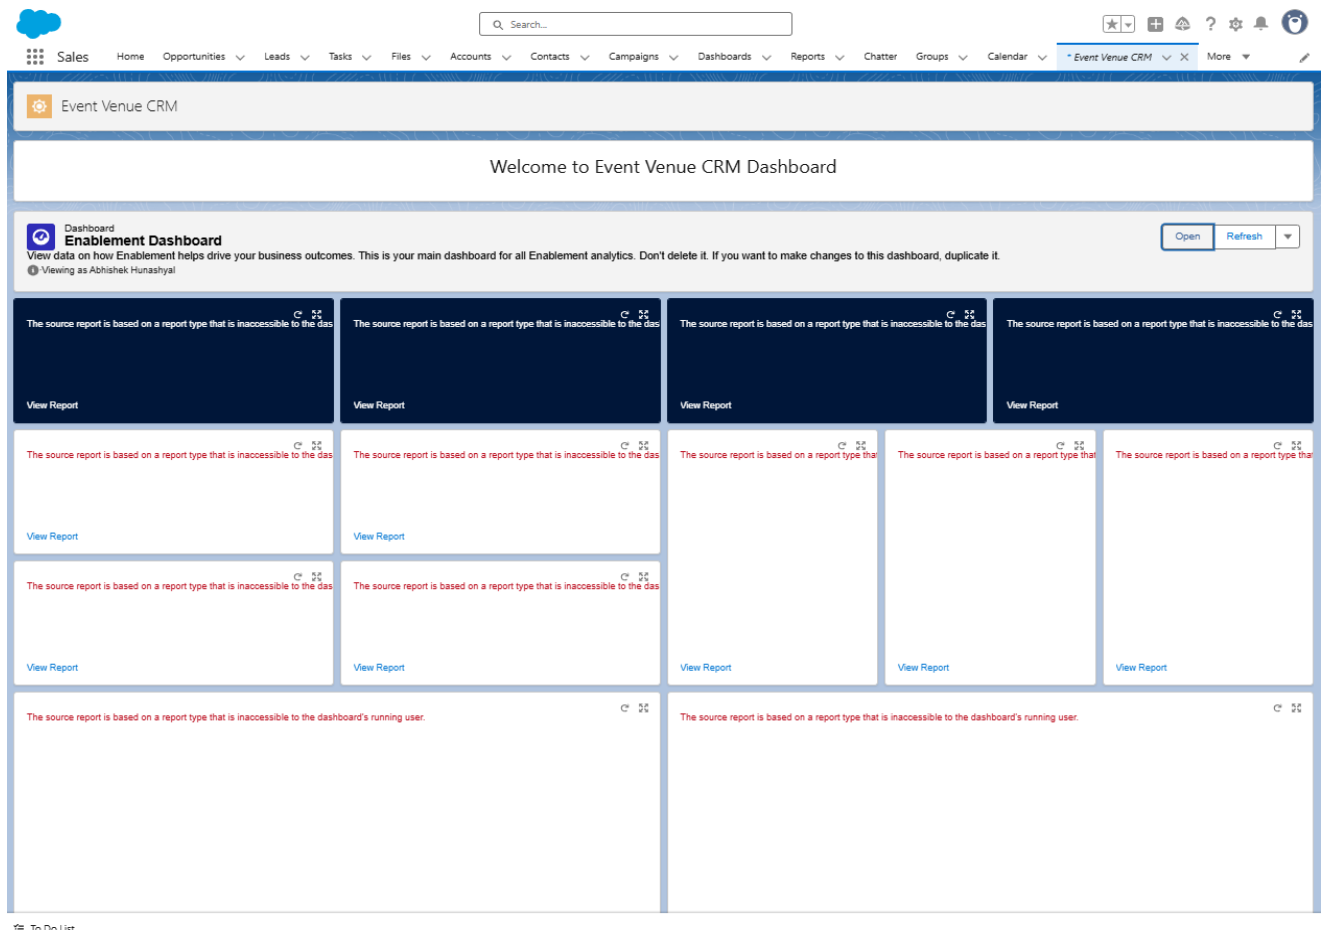 Search...
Sales Home Opportunities Leads Tasks Files Accounts Contacts Campaigns Dashboards Reports Chatter Groups Calendar * Event Venue CRM More
Event Venue CRM
Welcome to Event Venue CRM Dashboard
Dashboard
Enablement Dashboard
Open Refresh
View data on how Enablement helps drive your business outcomes. This is your main dashboard for all Enablement analytics. Don't delete it. If you want to make changes to this dashboard, duplicate it.
Viewing as Abhishek Hunashyal
The source report is based on a report type that is inaccessible to the das
The source report is based on a report type that is inaccessible to the das
The source report is based on a report type that is inaccessible to the das
The source report is based on a report type that is inaccessible to the das
View Report
View Report
View Report
View Report
The source report is based on a report type that is inaccessible to the das
The source report is based on a report type that is inaccessible to the das
The source report is based on a report type that
The source report is based on a report type that
The source report is based on a report type tha
View Report
View Report
The source report is based on a report type that is inaccessible to the das
The source report is based on a report type that is inaccessible to the das
View Report
View Report
View Report
View Report
View Report
The source report is based on a report type that is inaccessible to the dashboard's running user.
The source report is based on a report type that is inaccessible to the dashboard's running user.
To Do List